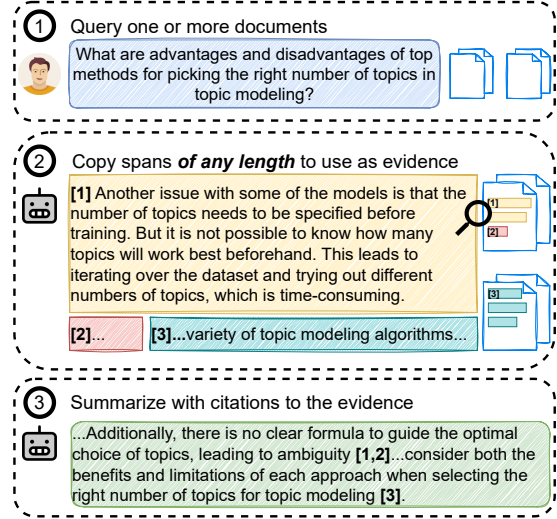 1 Query one or more documents
What are advantages and disadvantages of top
methods for picking the right number of topics in
topic modeling?
2 Copy spans of any length to use as evidence
[1] Another issue with some of the models is that the
number of topics needs to be specified before
training. But it is not possible to know how many
topics will work best beforehand. This leads to
iterating over the dataset and trying out different
numbers of topics, which is time-consuming.
[1]
[2]
[2]...
[3]...variety of topic modeling algorithms...
[3]
3 Summarize with citations to the evidence
...Additionally, there is no clear formula to guide the optimal
choice of topics, leading to ambiguity [1,2]...consider both the
benefits and limitations of each approach when selecting the
right number of topics for topic modeling [3].